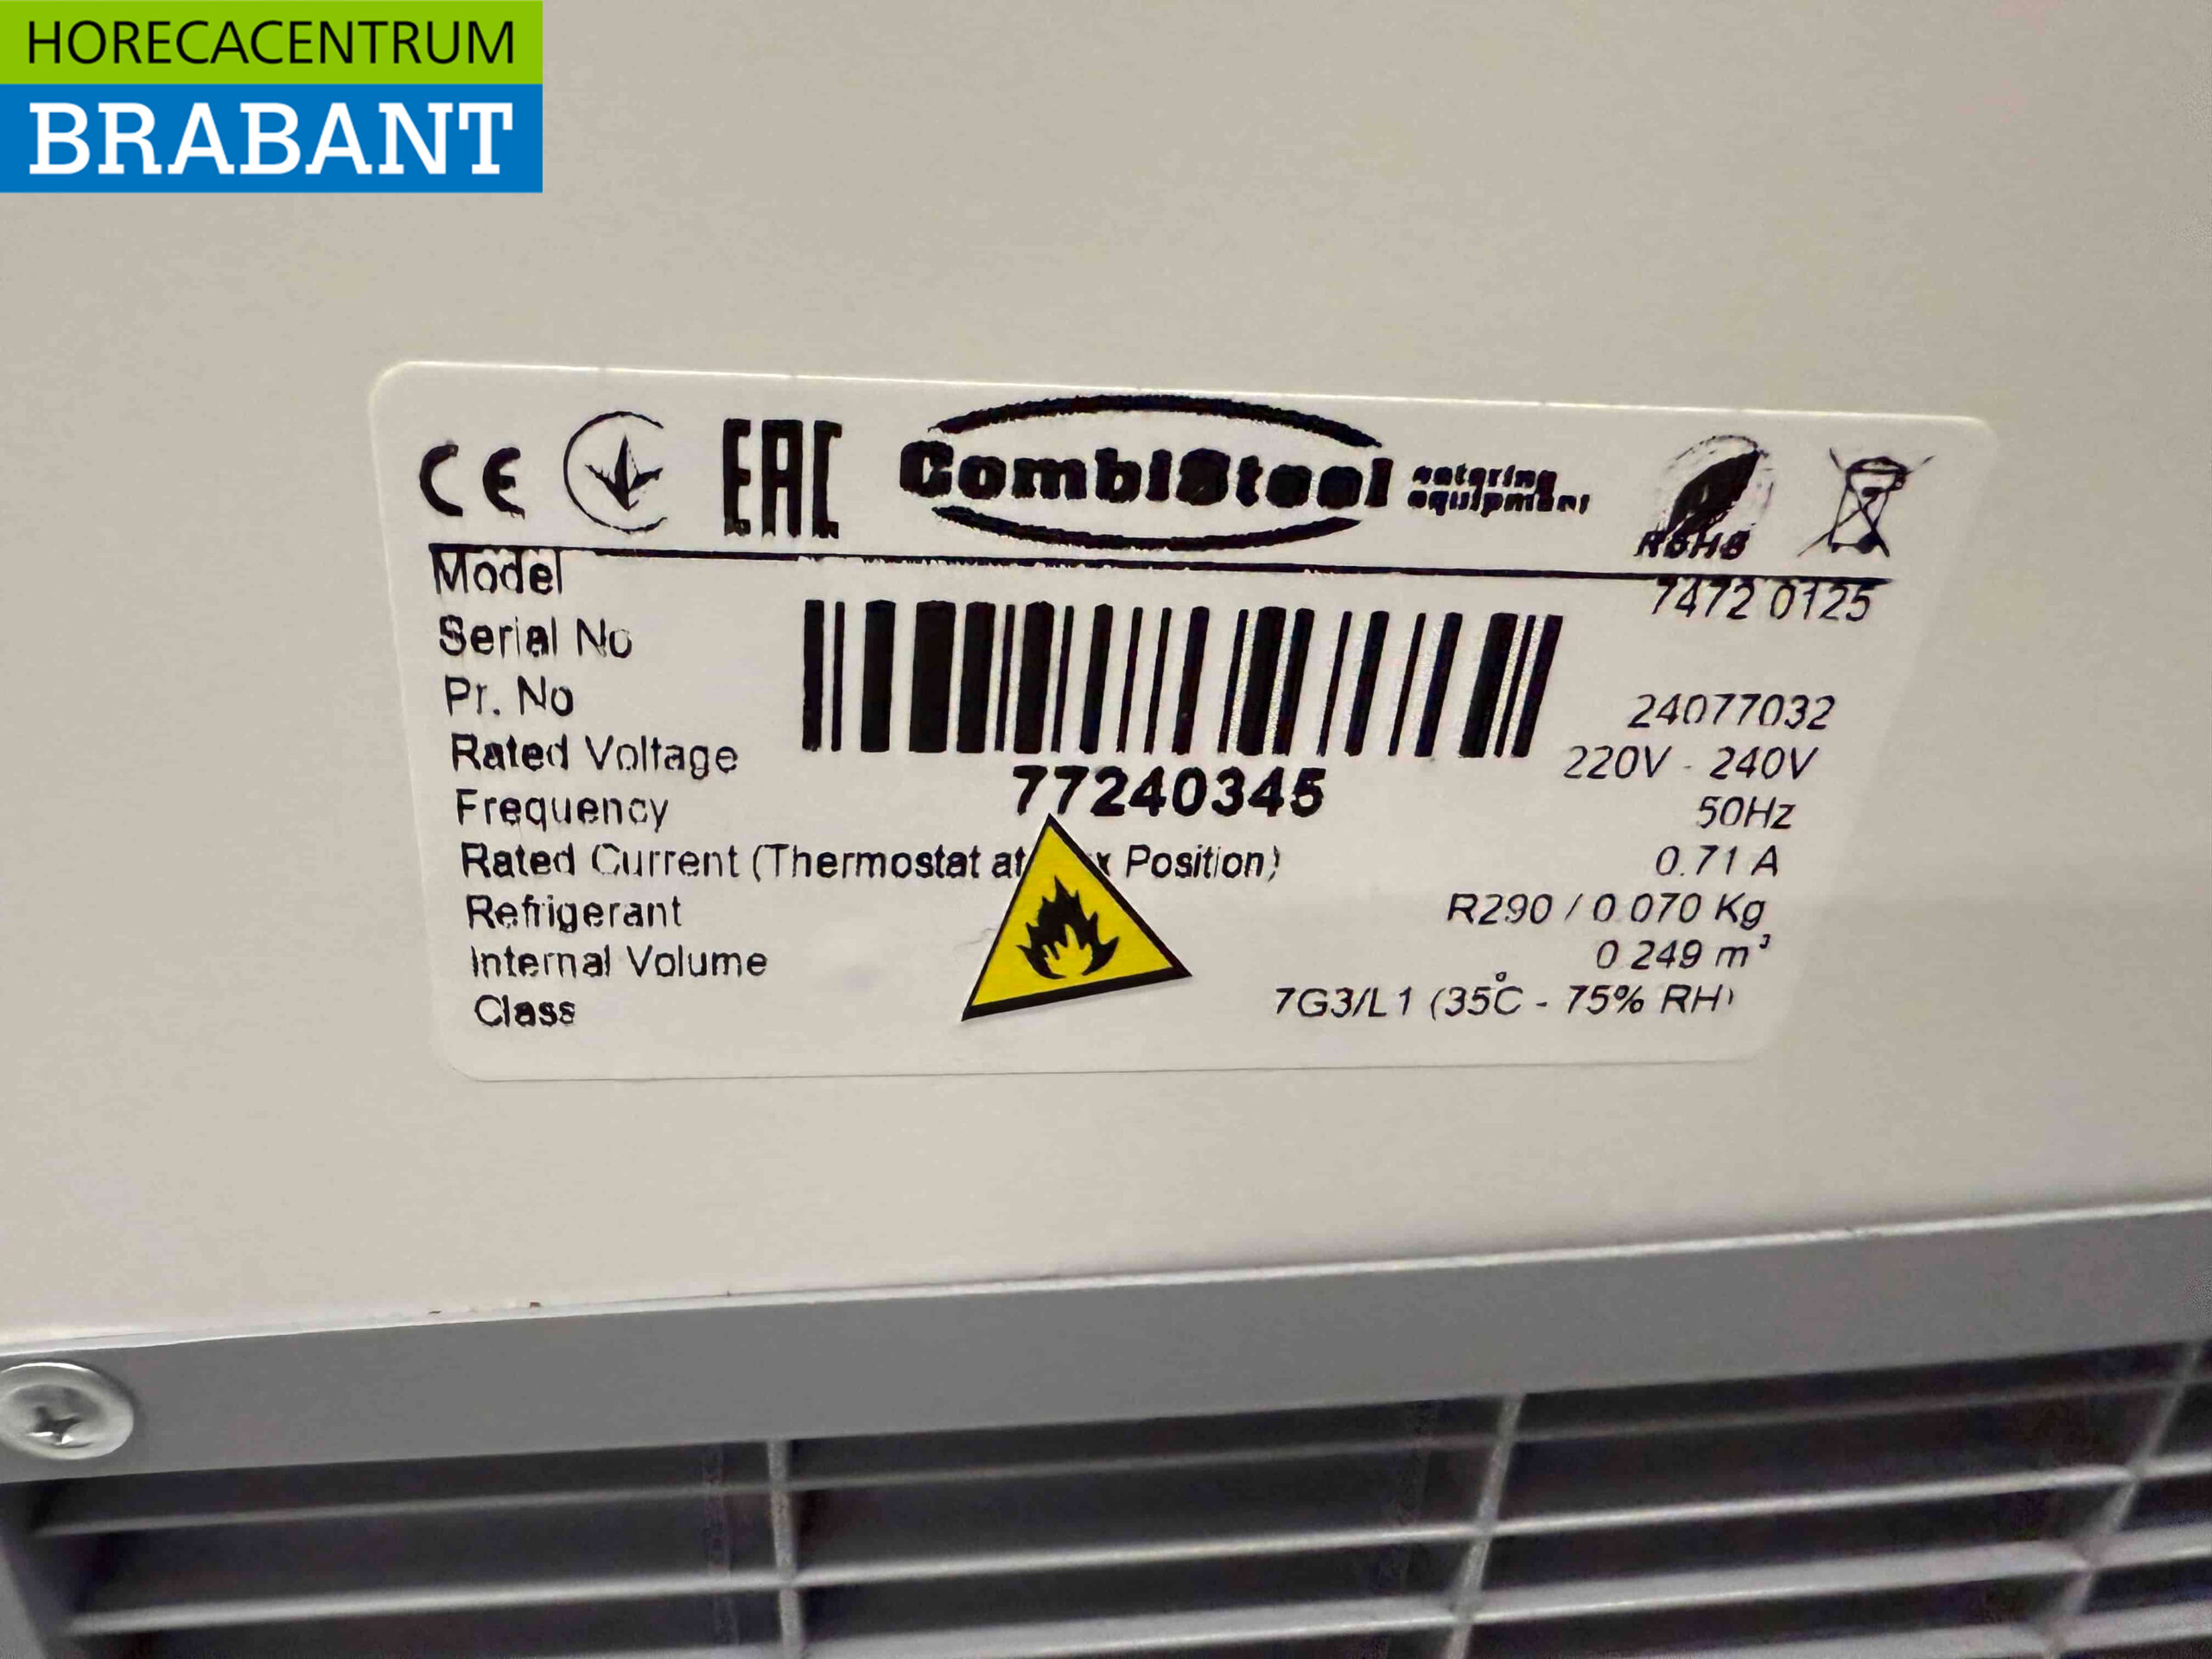 HORECACENTRUM
BRABANT
CE EAC CombiSteel catering equipment RoHS
Model 7472 0125
Serial No
Pr. No 24077032
Rated Voltage 220V - 240V
77240345
Frequency 50Hz
Rated Current (Thermostat at x Position) 0.71 A
Refrigerant R290 / 0.070 Kg
Internal Volume 0.249 m³
Class 7G3/L1 (35°C - 75% RH)